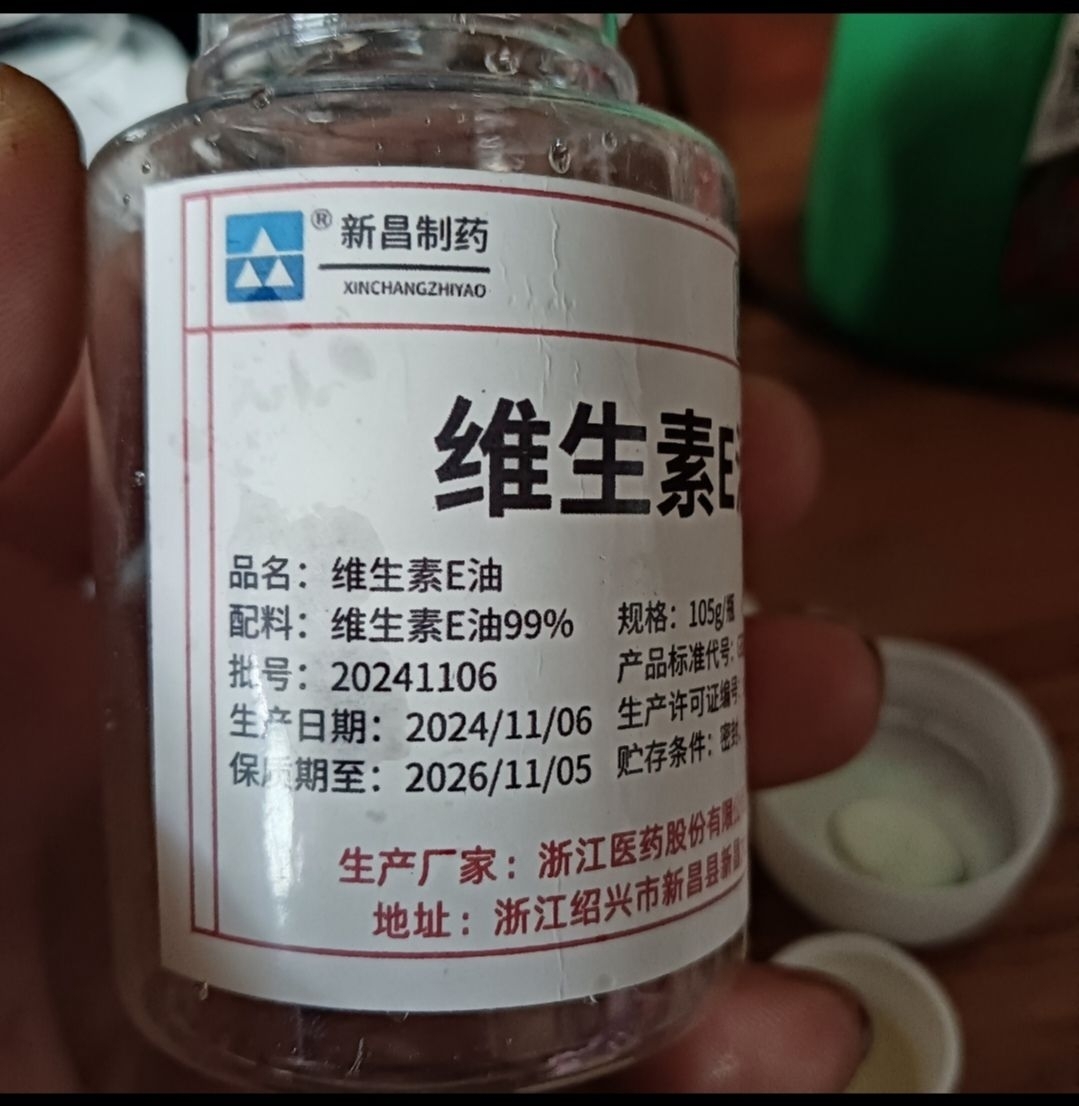 ® 新昌制药
XINCHANGZHIYAO
维生素E
品名：维生素E油
配料：维生素E油99%
批号：20241106
生产日期：2024/11/06
保质期至：2026/11/05
规格：105g/瓶
产品标准代号：
生产许可证编号
贮存条件：密封
生产厂家：浙江医药股份有限
地址：浙江绍兴市新昌县新昌